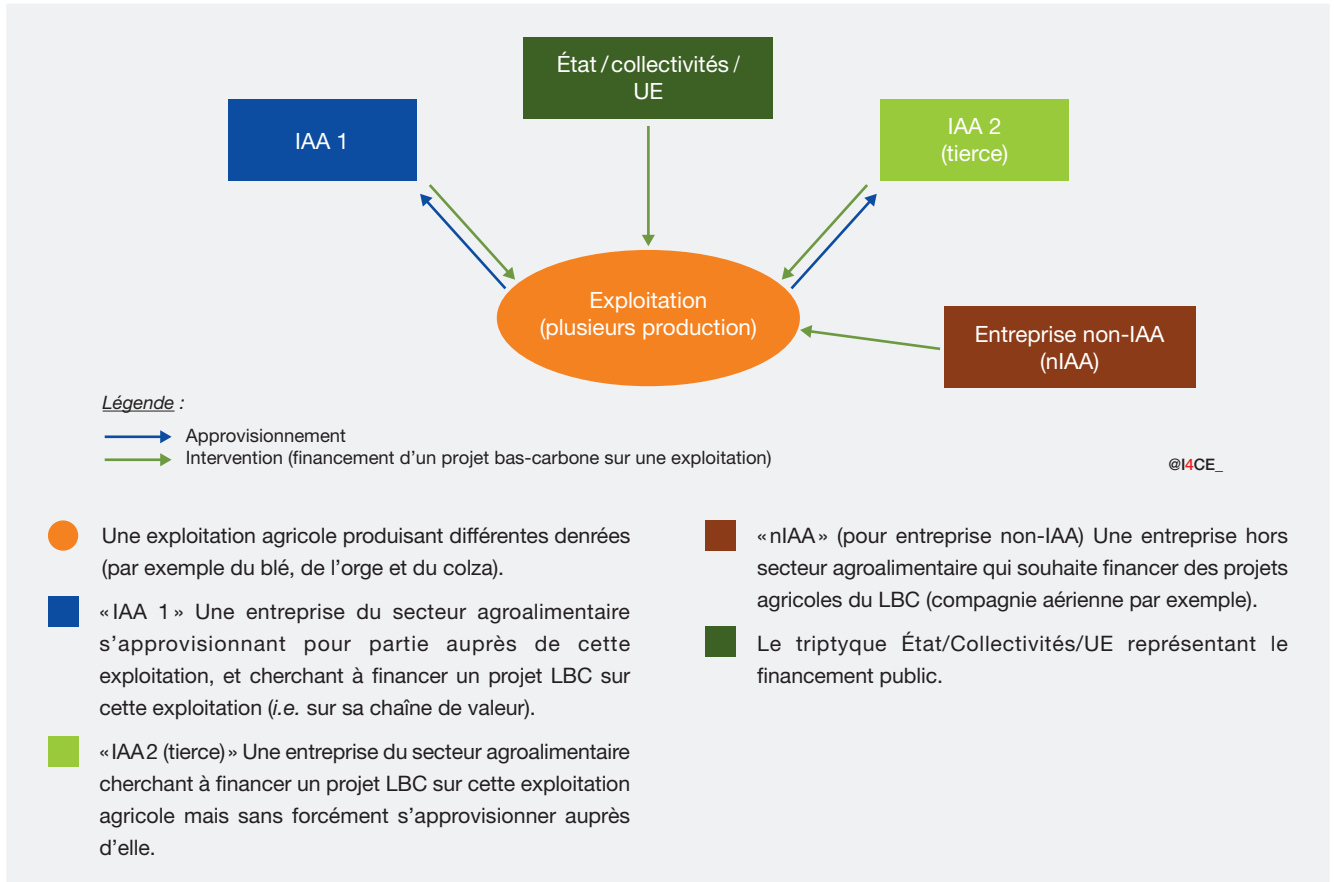 État / collectivités /
UE
IAA 1
IAA 2
(tierce)
Exploitation
(plusieurs production)
Entreprise non-IAA
(nIAA)
Légende :
Approvisionnement
Intervention (financement d’un projet bas-carbone sur une exploitation)
@I4CE_
Une exploitation agricole produisant différentes denrées
(par exemple du blé, de l’orge et du colza).
« IAA 1 » Une entreprise du secteur agroalimentaire
s’approvisionnant pour partie auprès de cette
exploitation, et cherchant à financer un projet LBC sur
cette exploitation (i.e. sur sa chaîne de valeur).
« IAA2 (tierce) » Une entreprise du secteur agroalimentaire
cherchant à financer un projet LBC sur cette exploitation
agricole mais sans forcément s’approvisionner auprès
d’elle.
« nIAA » (pour entreprise non-IAA) Une entreprise hors
secteur agroalimentaire qui souhaite financer des projets
agricoles du LBC (compagnie aérienne par exemple).
Le triptyque État/Collectivités/UE représentant le
financement public.